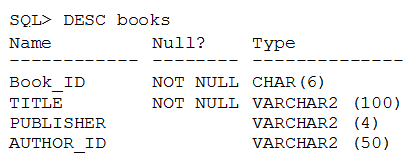 SQL> DESC books
Name Null? Type
------------ -------- --------------
Book_ID NOT NULL CHAR(6)
TITLE NOT NULL VARCHAR2 (100)
PUBLISHER VARCHAR2 (4)
AUTHOR_ID VARCHAR2 (50)